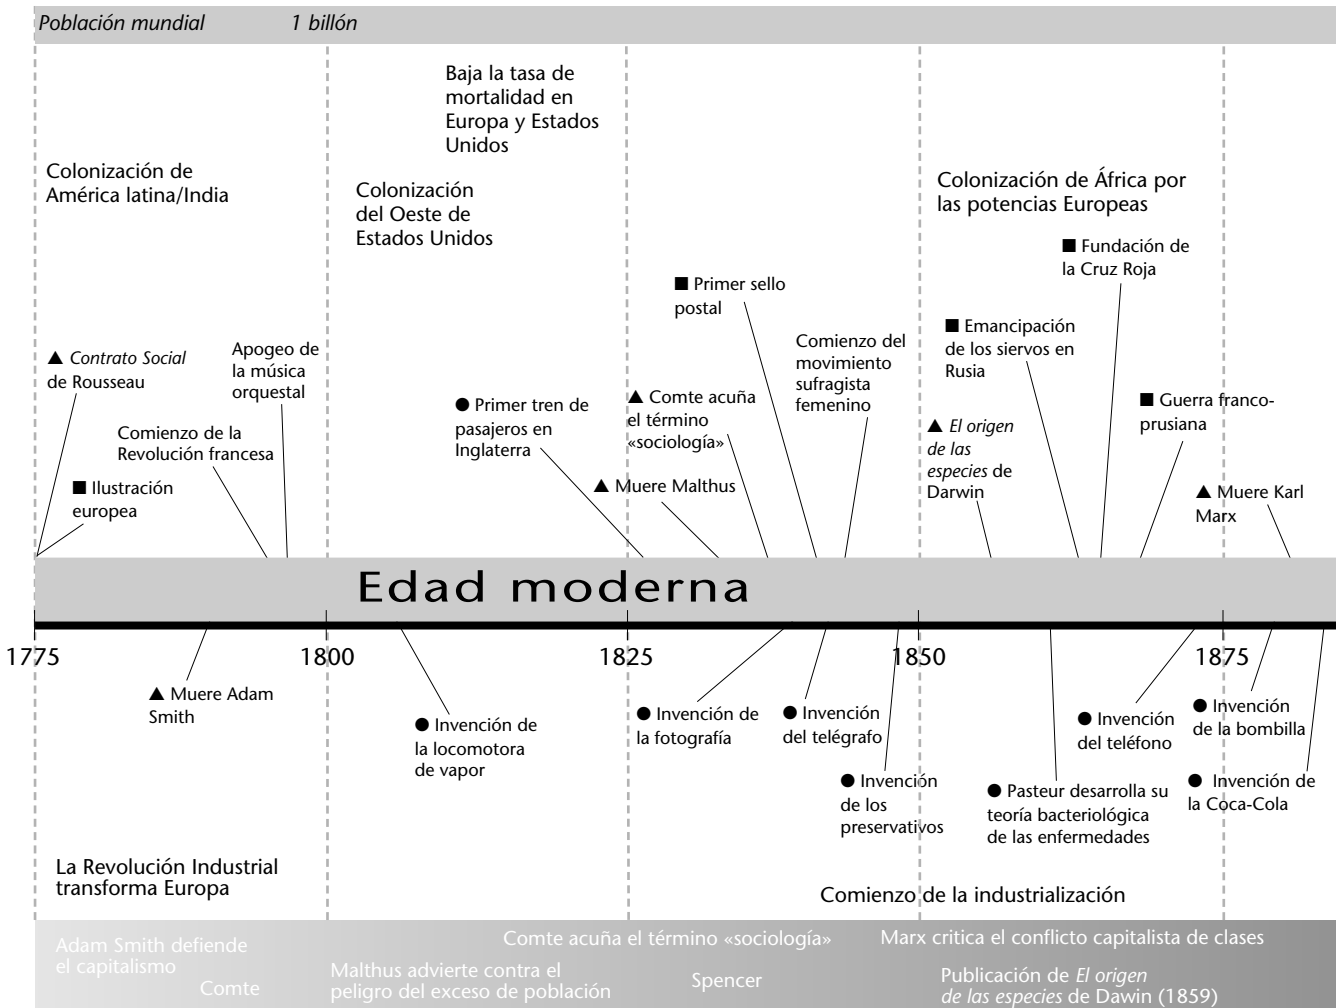 Población mundial 1 billón
Baja la tasa de
mortalidad en
Europa y Estados
Unidos
Colonización de
América latina/India
Colonización
del Oeste de
Estados Unidos
Colonización de África por
las potencias Europeas
■ Fundación de
la Cruz Roja
■ Primer sello
postal
■ Emancipación
de los siervos en
Rusia
Comienzo del
movimiento
sufragista
femenino
▲ Contrato Social
de Rousseau
Apogeo de
la música
orquestal
● Primer tren de
pasajeros en
Inglaterra
▲ Comte acuña
el término
«sociología»
■ Guerra franco-
prusiana
▲ El origen
de las
especies de
Darwin
Comienzo de la
Revolución francesa
■ Ilustración
europea
▲ Muere Malthus
▲ Muere Karl
Marx
Edad moderna
1775 1800 1825 1850 1875
▲ Muere Adam
Smith
● Invención de
la locomotora
de vapor
● Invención de
la fotografía
● Invención
del telégrafo
● Invención
de los
preservativos
● Invención
del teléfono
● Invención
de la bombilla
● Pasteur desarrolla su
teoría bacteriológica
de las enfermedades
● Invención de
la Coca-Cola
La Revolución Industrial
transforma Europa
Comienzo de la industrialización
Adam Smith defiende
el capitalismo
Comte
Comte acuña el término «sociología»
Malthus advierte contra el
peligro del exceso de población
Spencer
Marx critica el conflicto capitalista de clases
Publicación de El origen
de las especies de Dawin (1859)